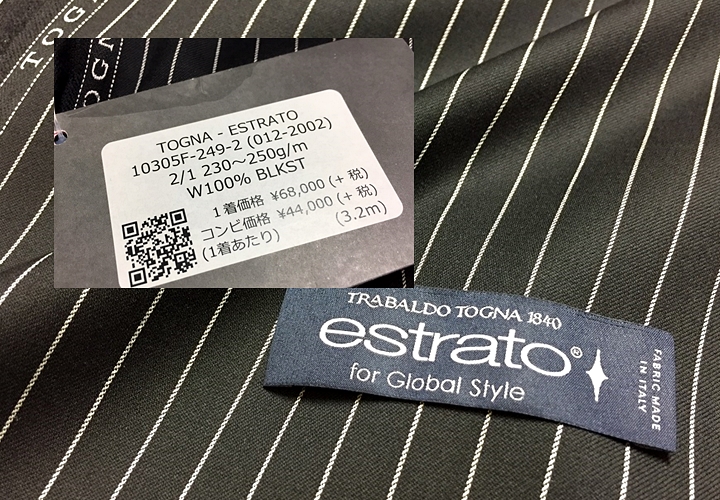 TOGN
TOGN
TOGNA - ESTRATO
10305F-249-2 (012-2002)
2/1 230～250g/m
W100% BLKST
1着価格 ¥68,000 (+ 税)
コンビ価格 ¥44,000 (+ 税)
(1着あたり) (3.2m)
TRABALDO TOGNA 1840
estrato®
for Global Style
FABRIC MADE
IN ITALY